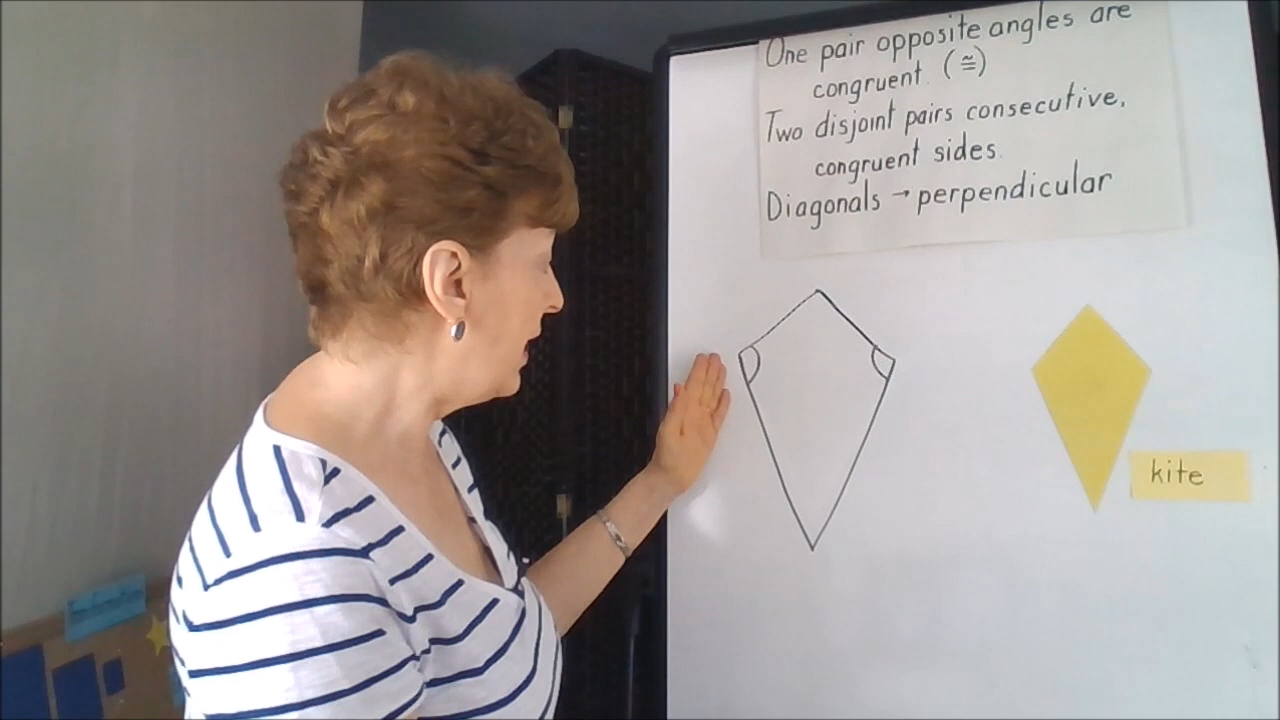 One pair opposite angles are
congruent. (≅)
Two disjoint pairs consecutive,
congruent sides.
Diagonals → perpendicular
kite